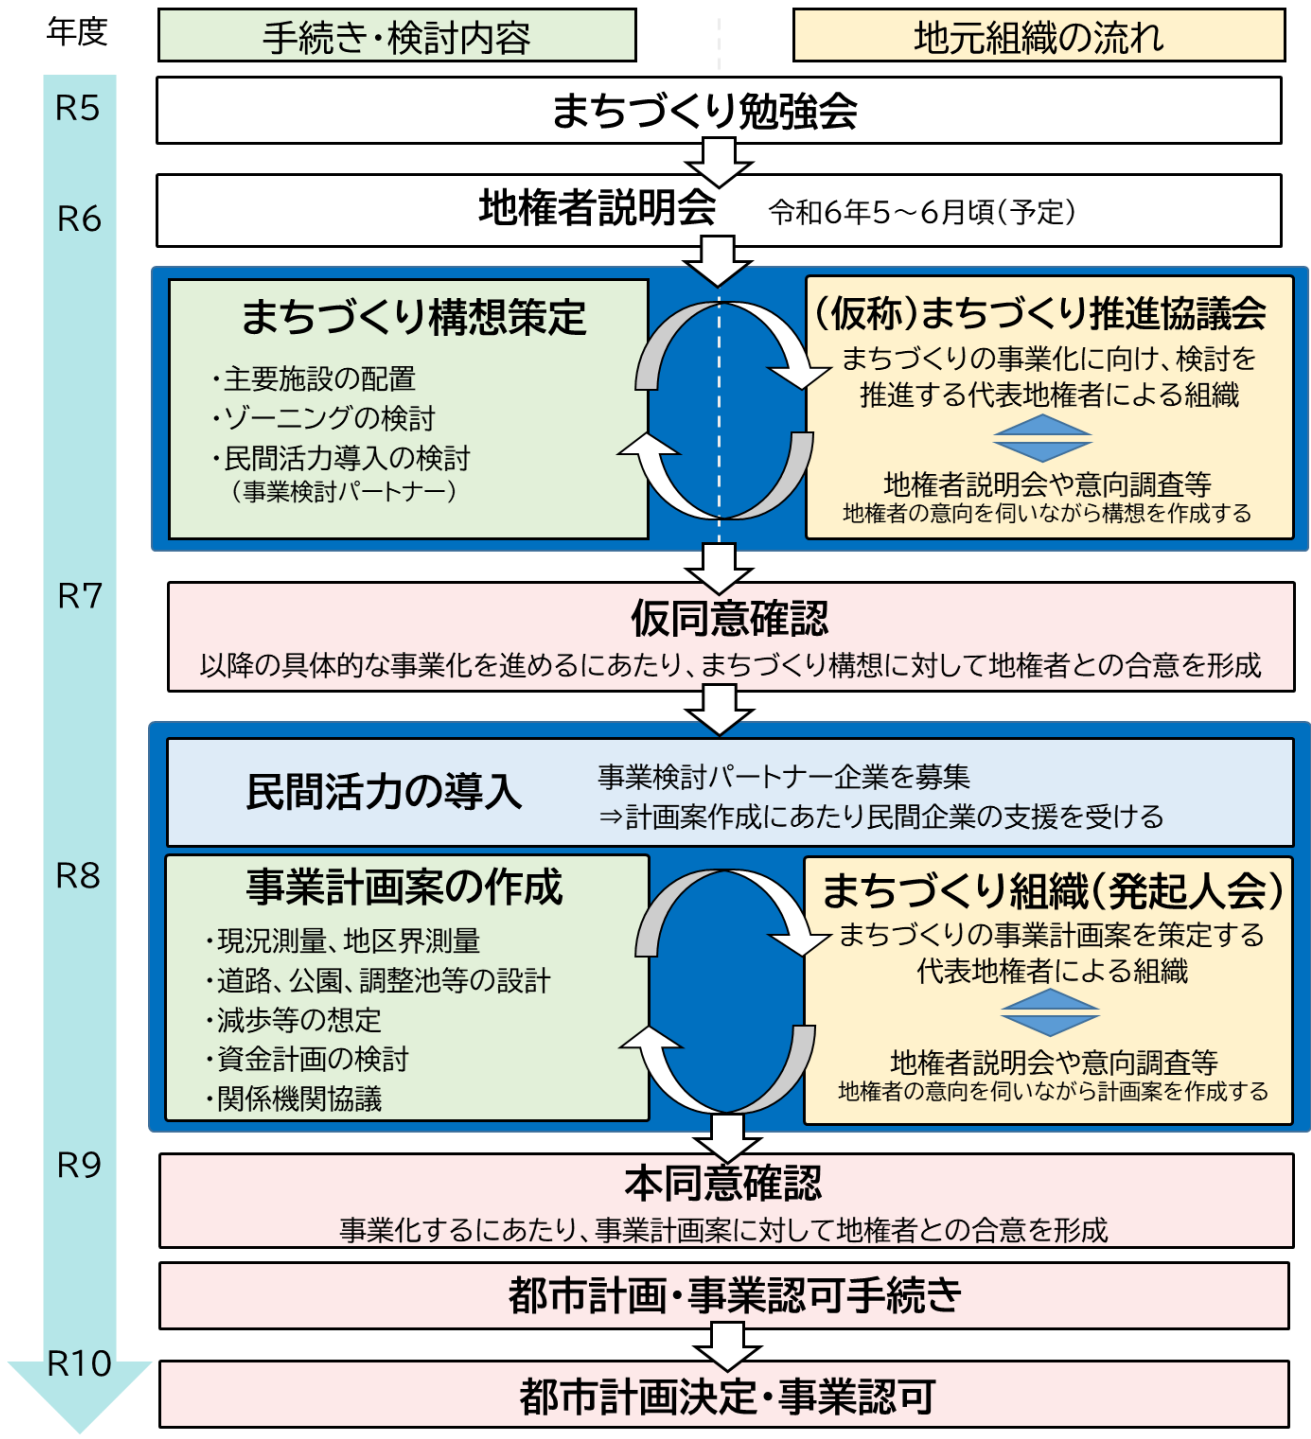 年度
手続き・検討内容
地元組織の流れ
R5
まちづくり勉強会
R6
地権者説明会 令和6年5～6月頃(予定)
まちづくり構想策定
・主要施設の配置
・ゾーニングの検討
・民間活力導入の検討
(事業検討パートナー)
(仮称)まちづくり推進協議会
まちづくりの事業化に向け、検討を
推進する代表地権者による組織
地権者説明会や意向調査等
地権者の意向を伺いながら構想を作成する
R7
仮同意確認
以降の具体的な事業化を進めるにあたり、まちづくり構想に対して地権者との合意を形成
民間活力の導入
事業検討パートナー企業を募集
⇒計画案作成にあたり民間企業の支援を受ける
R8
事業計画案の作成
・現況測量、地区界測量
・道路、公園、調整池等の設計
・減歩等の想定
・資金計画の検討
・関係機関協議
まちづくり組織(発起人会)
まちづくりの事業計画案を策定する
代表地権者による組織
地権者説明会や意向調査等
地権者の意向を伺いながら計画案を作成する
R9
本同意確認
事業化するにあたり、事業計画案に対して地権者との合意を形成
都市計画・事業認可手続き
R10
都市計画決定・事業認可